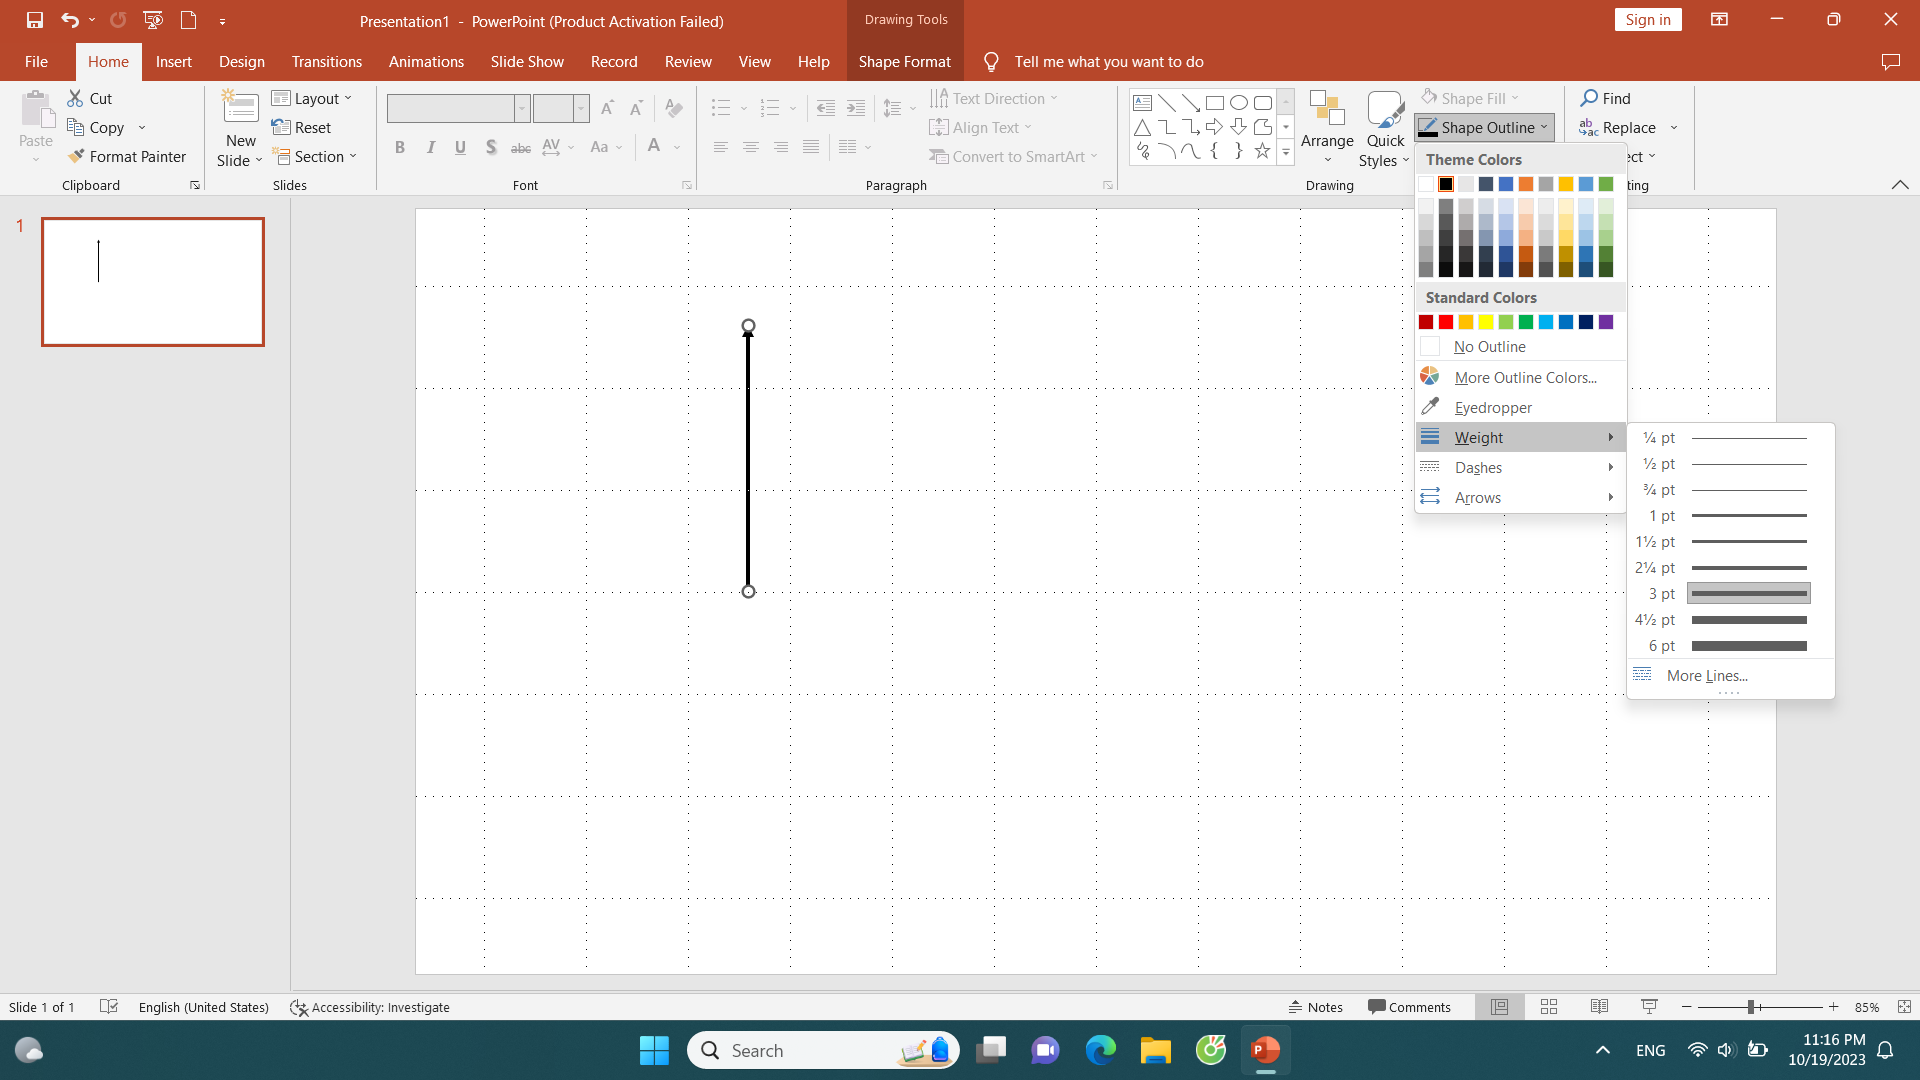 Presentation1 - PowerPoint (Product Activation Failed)
Drawing Tools
Sign in
File
Home
Insert
Design
Transitions
Animations
Slide Show
Record
Review
View
Help
Shape Format
Tell me what you want to do
Paste
Cut
Copy
Format Painter
Clipboard
New
Slide
Layout
Reset
Section
Slides
B I U S abc AV Aa A
Font
Text Direction
Align Text
Convert to SmartArt
Paragraph
Arrange
Quick
Styles
Shape Fill
Shape Outline
Drawing
Find
Replace
ect
ting
Theme Colors
Standard Colors
No Outline
More Outline Colors...
Eyedropper
Weight
Dashes
Arrows
¼ pt
½ pt
¾ pt
1 pt
1½ pt
2¼ pt
3 pt
4½ pt
6 pt
More Lines...
1
Slide 1 of 1
English (United States)
Accessibility: Investigate
Notes
Comments
85%
Search
ENG
11:16 PM
10/19/2023